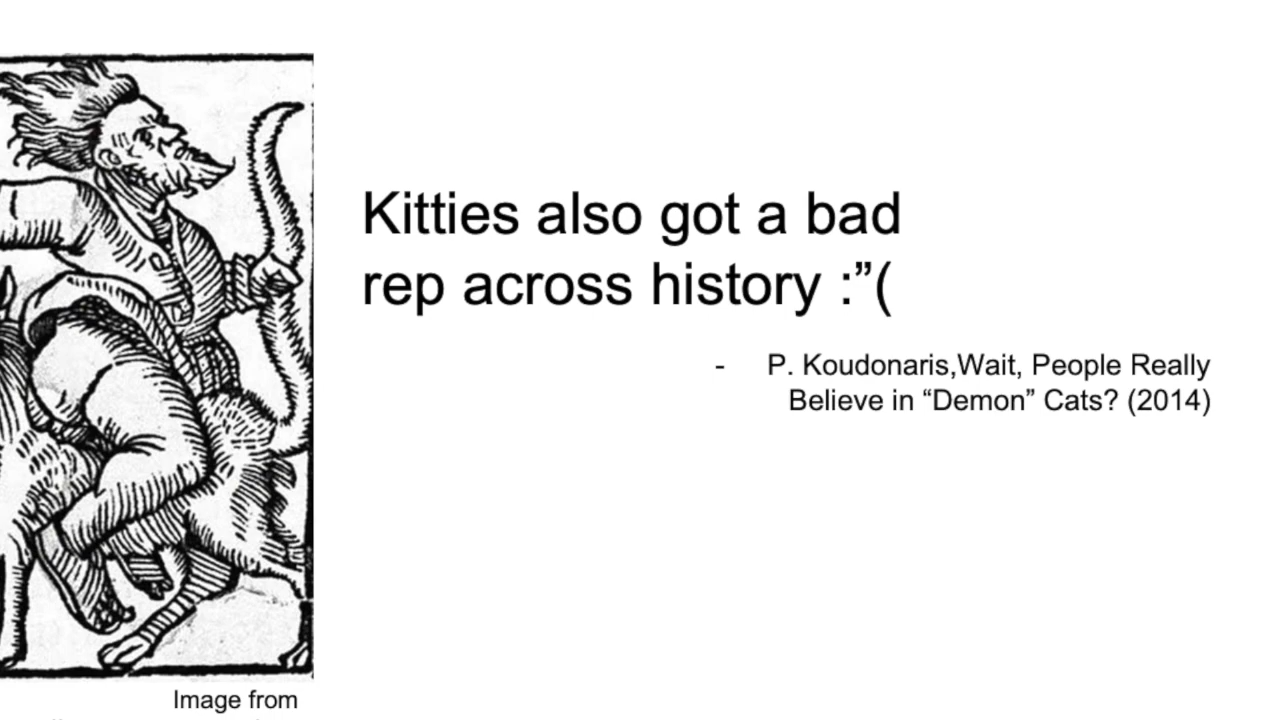 Kitties also got a bad
rep across history :”(
- P. Koudonaris,Wait, People Really
Believe in “Demon” Cats? (2014)
Image from